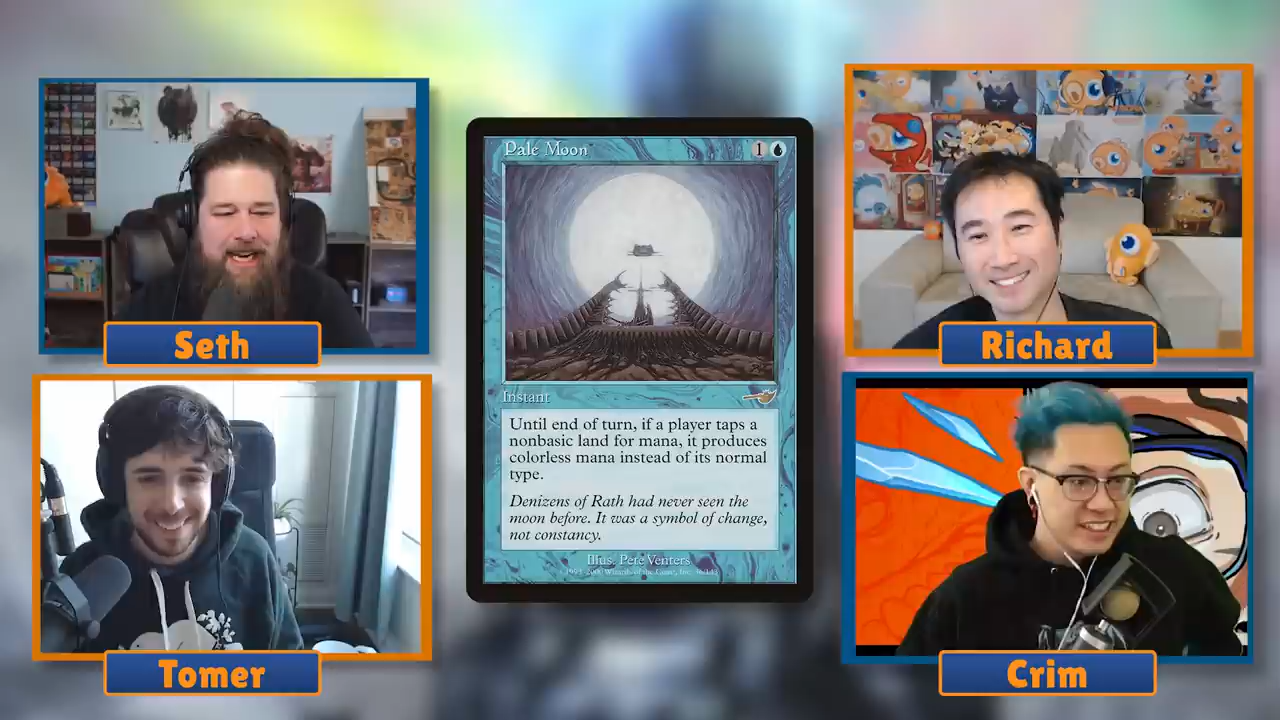 Seth
Richard
Pale Moon
1
Instant
Until end of turn, if a player taps a
nonbasic land for mana, it produces
colorless mana instead of its normal
type.
Denizens of Rath had never seen the
moon before. It was a symbol of change,
not constancy.
Illus. Pete Venters
Tomer
Crim